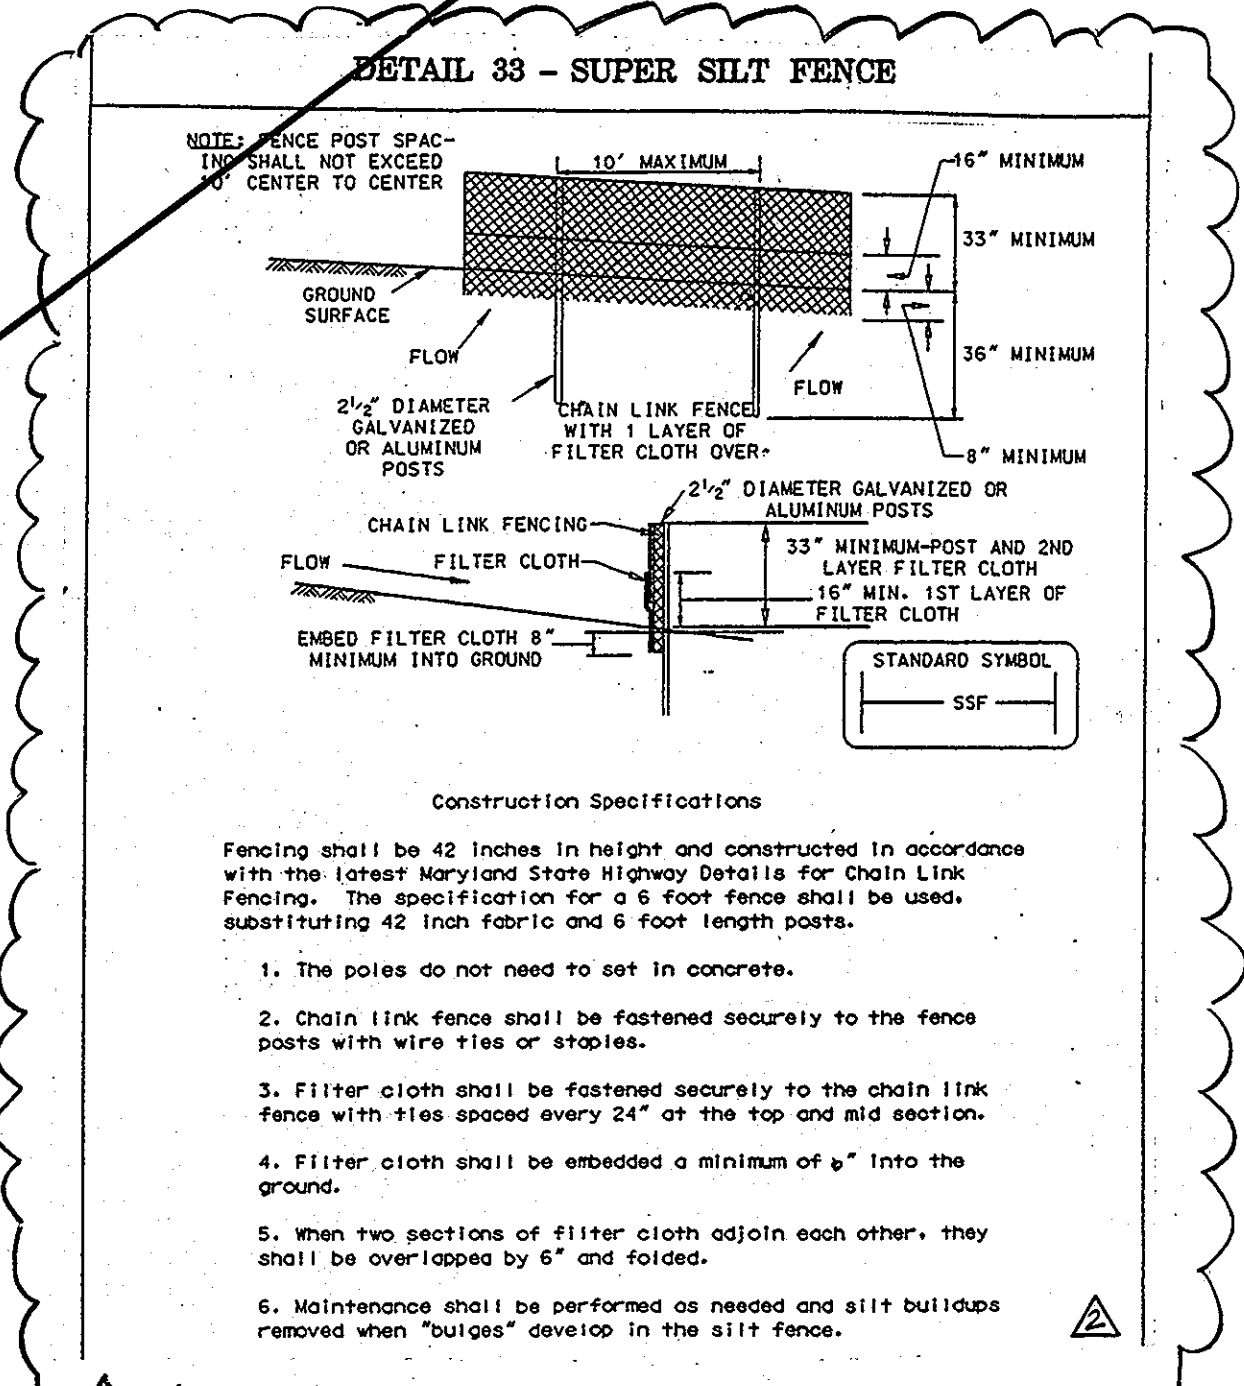 DETAIL 33 - SUPER SILT FENCE
NOTE: FENCE POST SPAC-
ING SHALL NOT EXCEED
10' CENTER TO CENTER
10' MAXIMUM
16" MINIMUM
33" MINIMUM
GROUND
SURFACE
FLOW
36" MINIMUM
FLOW
2 1/2" DIAMETER
GALVANIZED
OR ALUMINUM
POSTS
CHAIN LINK FENCE
WITH 1 LAYER OF
FILTER CLOTH OVER
8" MINIMUM
2 1/2" DIAMETER GALVANIZED OR
ALUMINUM POSTS
CHAIN LINK FENCING
FLOW
FILTER CLOTH
33" MINIMUM-POST AND 2ND
LAYER FILTER CLOTH
16" MIN. 1ST LAYER OF
FILTER CLOTH
EMBED FILTER CLOTH 8"
MINIMUM INTO GROUND
STANDARD SYMBOL
SSF
Construction Specifications
Fencing shall be 42 inches in height and constructed in accordance
with the latest Maryland State Highway Details for Chain Link
Fencing. The specification for a 6 foot fence shall be used,
substituting 42 inch fabric and 6 foot length posts.
1. The poles do not need to set in concrete.
2. Chain link fence shall be fastened securely to the fence
posts with wire ties or staples.
3. Filter cloth shall be fastened securely to the chain link
fence with ties spaced every 24" at the top and mid section.
4. Filter cloth shall be embedded a minimum of into the
ground.
5. When two sections of filter cloth adjoin each other, they
shall be overlapped by 6" and folded.
6. Maintenance shall be performed as needed and silt buildups
removed when "bulges" develop in the silt fence.
2